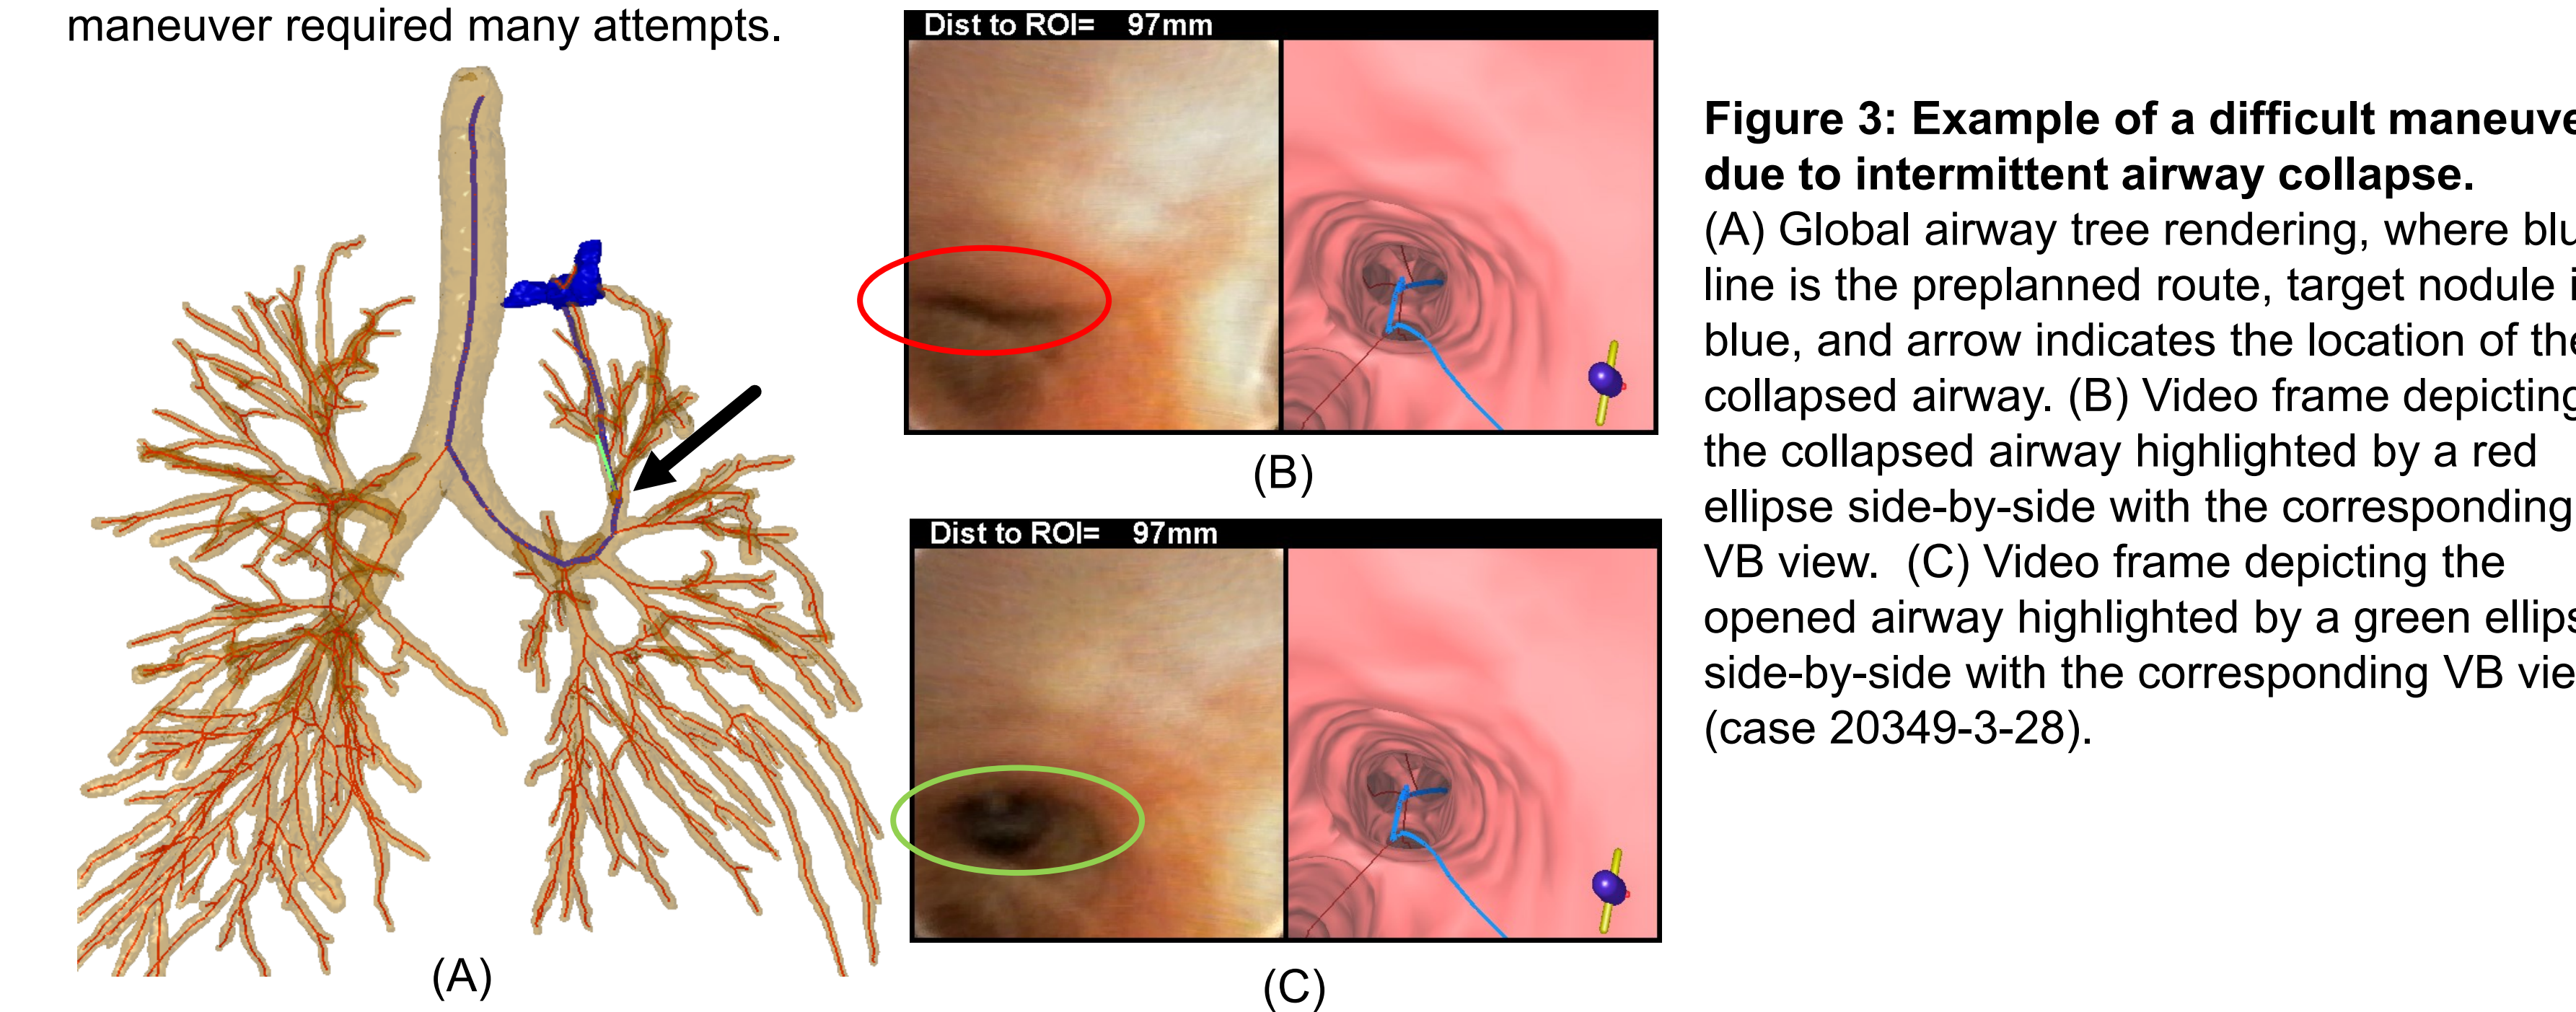 maneuver required many attempts.
Dist to ROI= 97mm
(B)
Dist to ROI= 97mm
(A)
(C)
Figure 3: Example of a difficult maneuve
due to intermittent airway collapse.
(A) Global airway tree rendering, where blu
line is the preplanned route, target nodule i
blue, and arrow indicates the location of the
collapsed airway. (B) Video frame depicting
the collapsed airway highlighted by a red
ellipse side-by-side with the corresponding
VB view. (C) Video frame depicting the
opened airway highlighted by a green ellips
side-by-side with the corresponding VB vie
(case 20349-3-28).